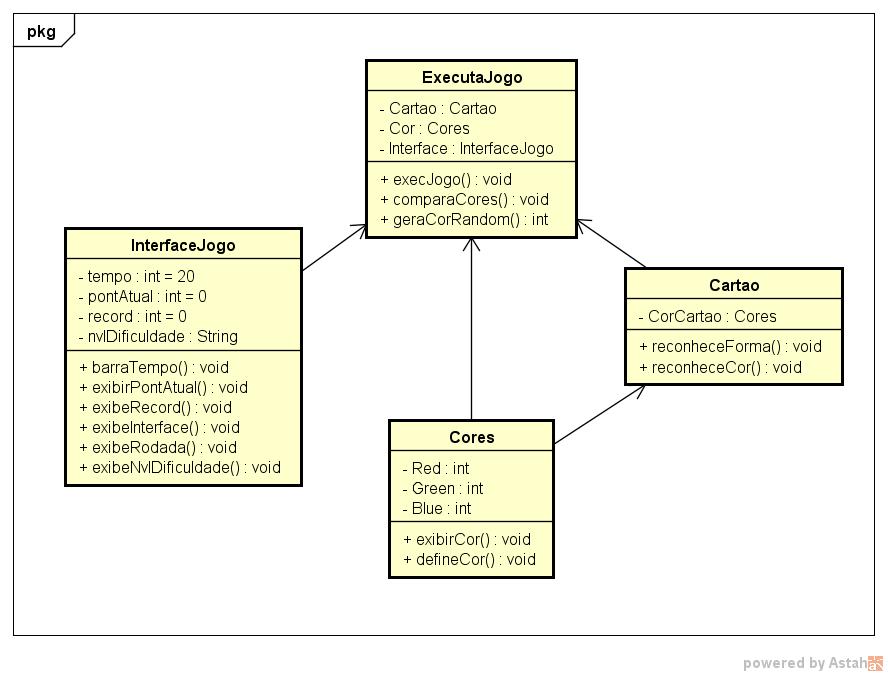 pkg
ExecutaJogo
- Cartao : Cartao
- Cor : Cores
- Interface : InterfaceJogo
+ execJogo() : void
+ comparaCores() : void
+ geraCorRandom() : int
InterfaceJogo
- tempo : int = 20
- pontAtual : int = 0
- record : int = 0
- nvlDificuldade : String
+ barraTempo() : void
+ exibirPontAtual() : void
+ exibeRecord() : void
+ exibeInterface() : void
+ exibeRodada() : void
+ exibeNvlDificuldade() : void
Cartao
- CorCartao : Cores
+ reconheceForma() : void
+ reconheceCor() : void
Cores
- Red : int
- Green : int
- Blue : int
+ exibirCor() : void
+ defineCor() : void
powered by Astah